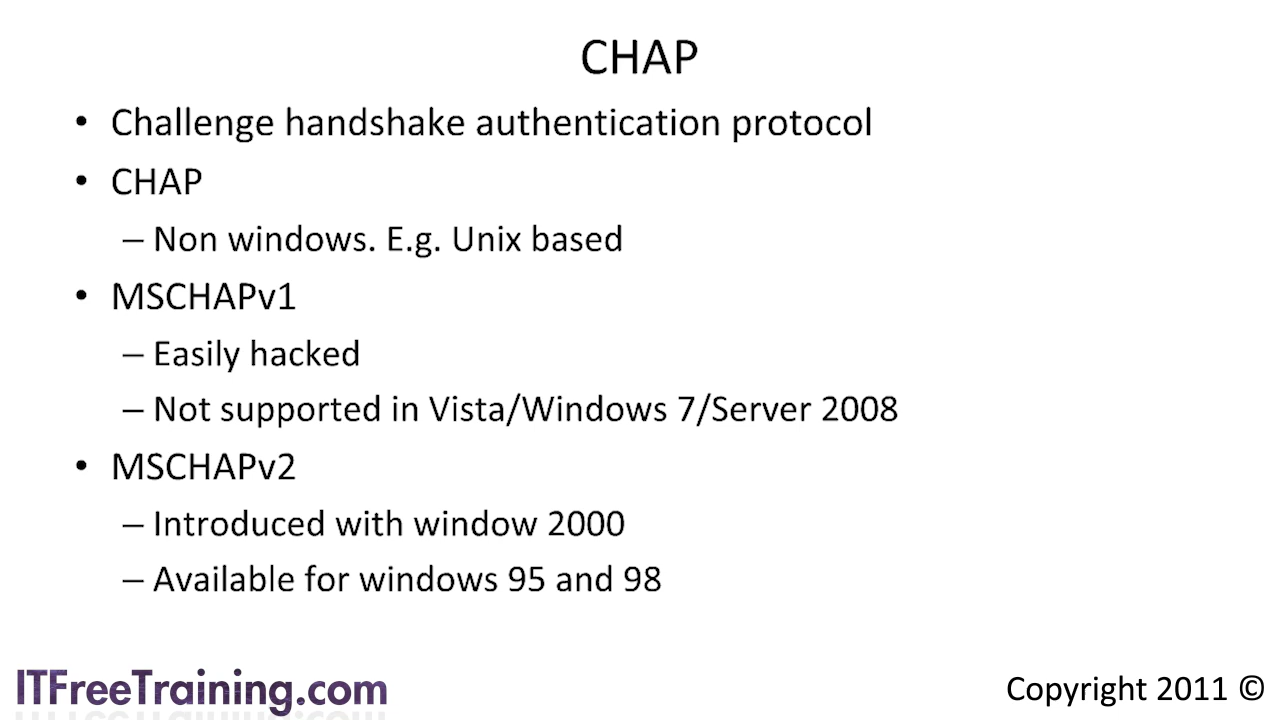 CHAP
• Challenge handshake authentication protocol
• CHAP
– Non windows. E.g. Unix based
• MSCHAPv1
– Easily hacked
– Not supported in Vista/Windows 7/Server 2008
• MSCHAPv2
– Introduced with window 2000
– Available for windows 95 and 98
ITFreeTraining.com
Copyright 2011 ©